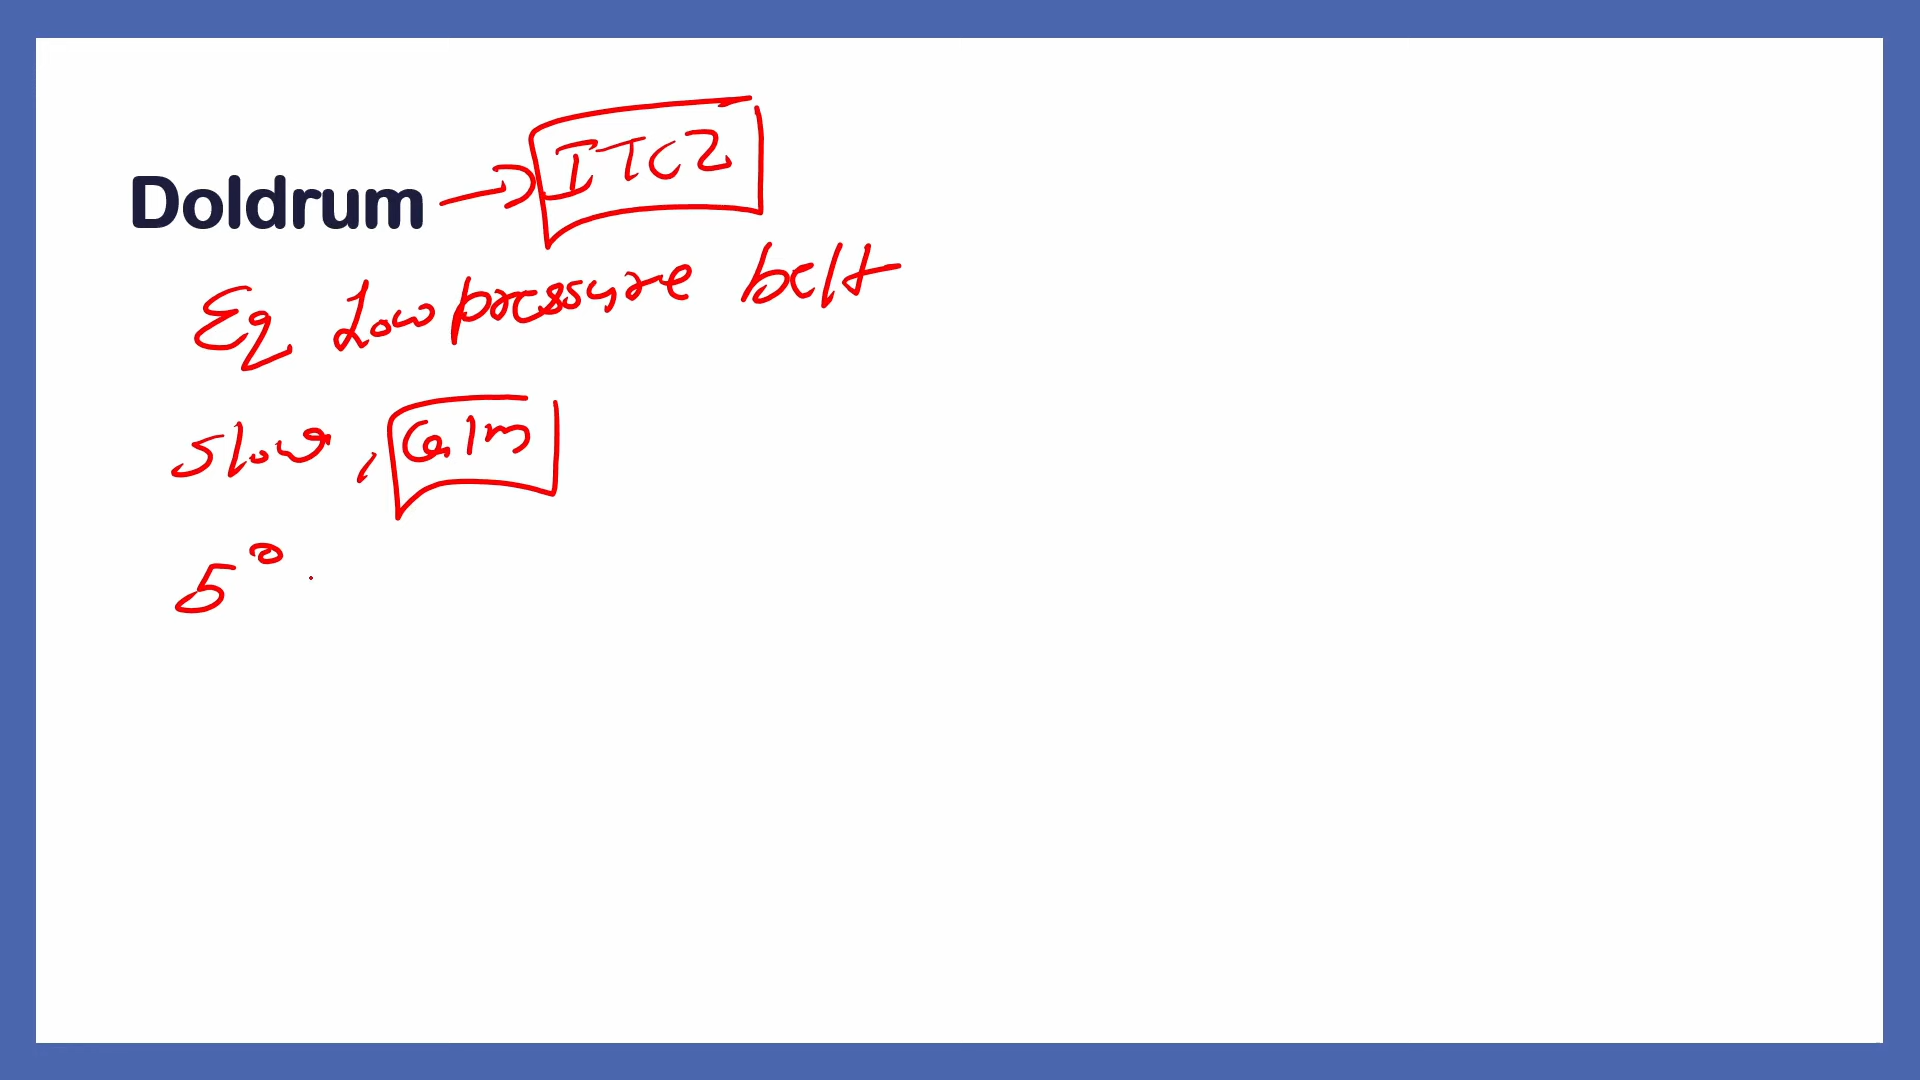 Doldrum → ITCZ
Eq Low pressure belt
slow, calm
5°